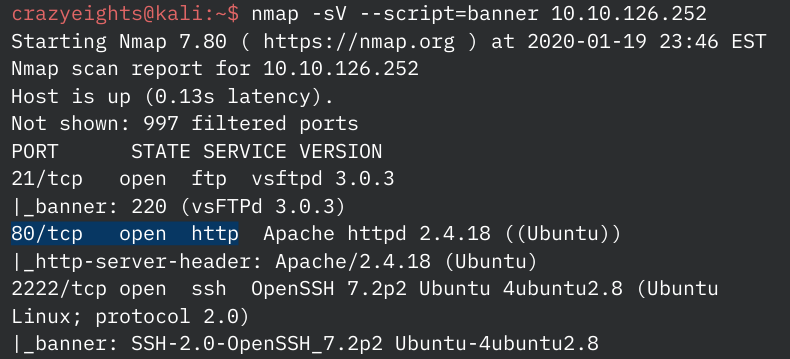 crazyeights@kali:~$ nmap -sV --script=banner 10.10.126.252
Starting Nmap 7.80 ( https://nmap.org ) at 2020-01-19 23:46 EST
Nmap scan report for 10.10.126.252
Host is up (0.13s latency).
Not shown: 997 filtered ports
PORT     STATE SERVICE VERSION
21/tcp   open  ftp  vsftpd 3.0.3
|_banner: 220 (vsFTPd 3.0.3)
80/tcp   open  http  Apache httpd 2.4.18 ((Ubuntu))
|_http-server-header: Apache/2.4.18 (Ubuntu)
2222/tcp open  ssh  OpenSSH 7.2p2 Ubuntu 4ubuntu2.8 (Ubuntu
Linux; protocol 2.0)
|_banner: SSH-2.0-OpenSSH_7.2p2 Ubuntu-4ubuntu2.8